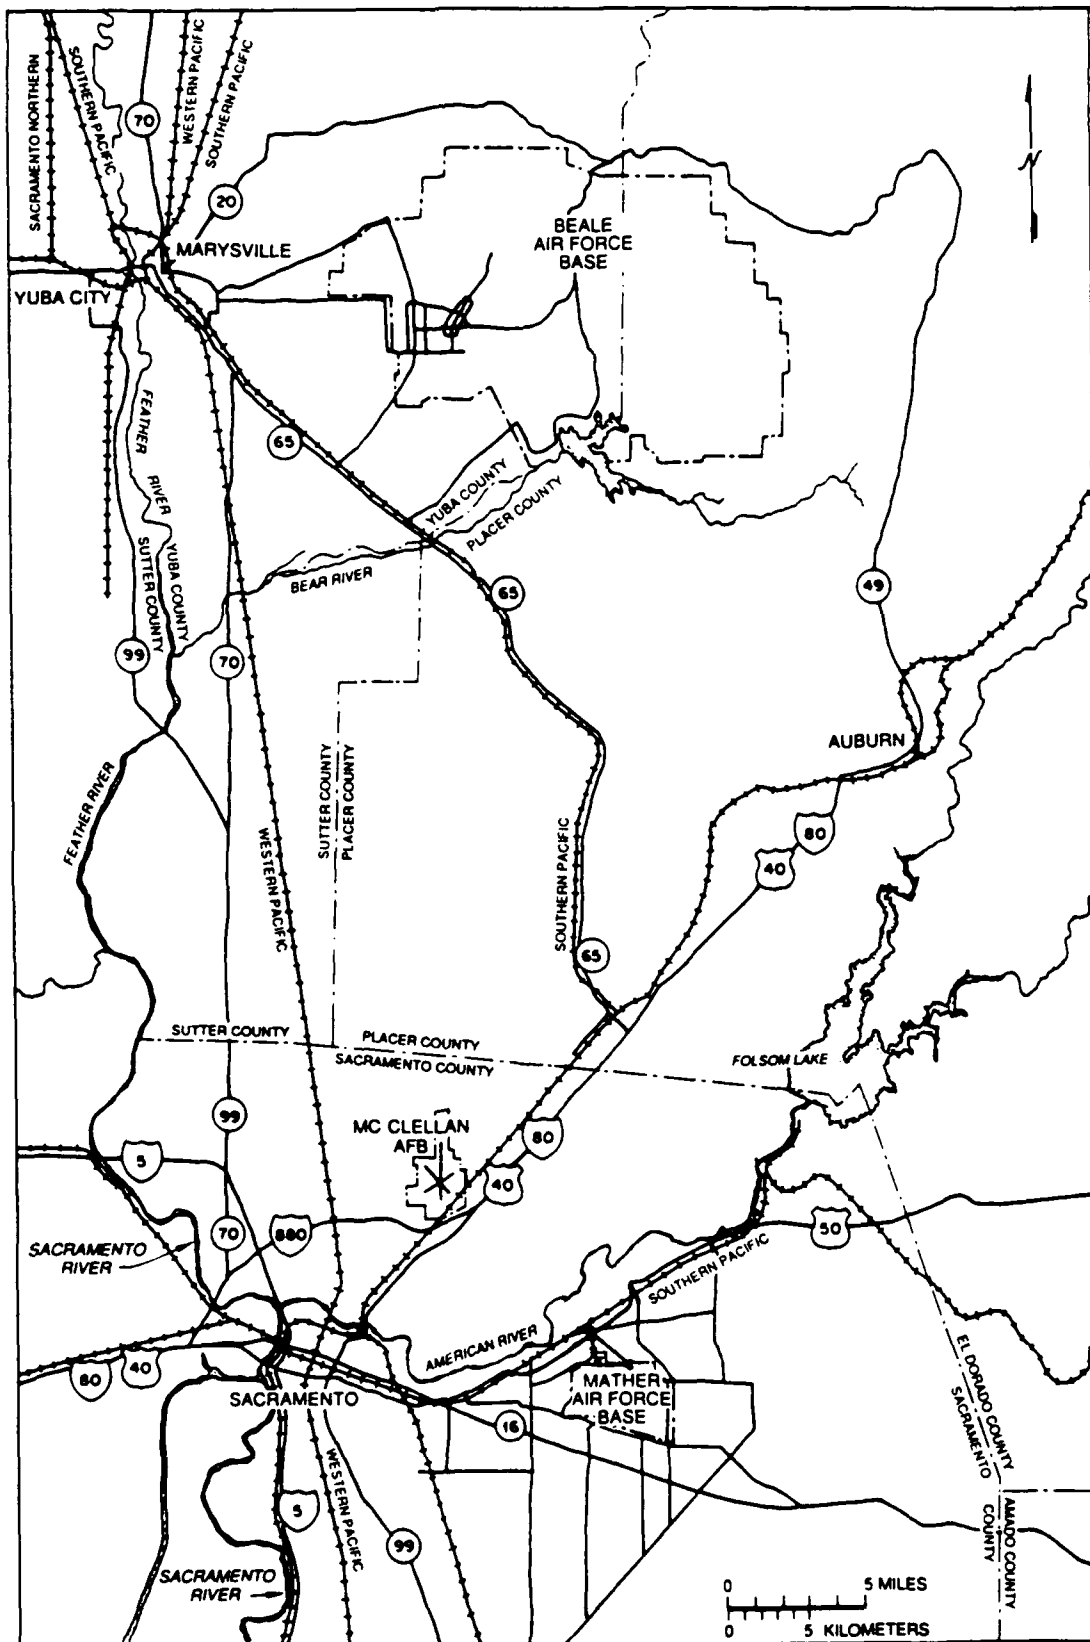 SACRAMENTO NORTHERN
SOUTHERN PACIFIC
70
WESTERN PACIFIC
SOUTHERN PACIFIC
20
N
MARYSVILLE
YUBA CITY
BEALE
AIR FORCE
BASE
FEATHER
RIVER
65
YUBA COUNTY
PLACER COUNTY
YUBA COUNTY
SUTTER COUNTY
BEAR RIVER
65
49
99
70
AUBURN
FEATHER RIVER
SUTTER COUNTY
PLACER COUNTY
WESTERN PACIFIC
SOUTHERN PACIFIC
80
40
65
SUTTER COUNTY
PLACER COUNTY
SACRAMENTO COUNTY
FOLSOM LAKE
99
MC CLELLAN
AFB
80
5
40
70
880
50
SACRAMENTO
RIVER
SOUTHERN PACIFIC
AMERICAN RIVER
80
40
SACRAMENTO
MATHER
AIR FORCE
BASE
16
EL DORADO COUNTY
SACRAMENTO
COUNTY
AMADO COUNTY
WESTERN PACIFIC
5
99
SACRAMENTO
RIVER
0 5 MILES
0 5 KILOMETERS